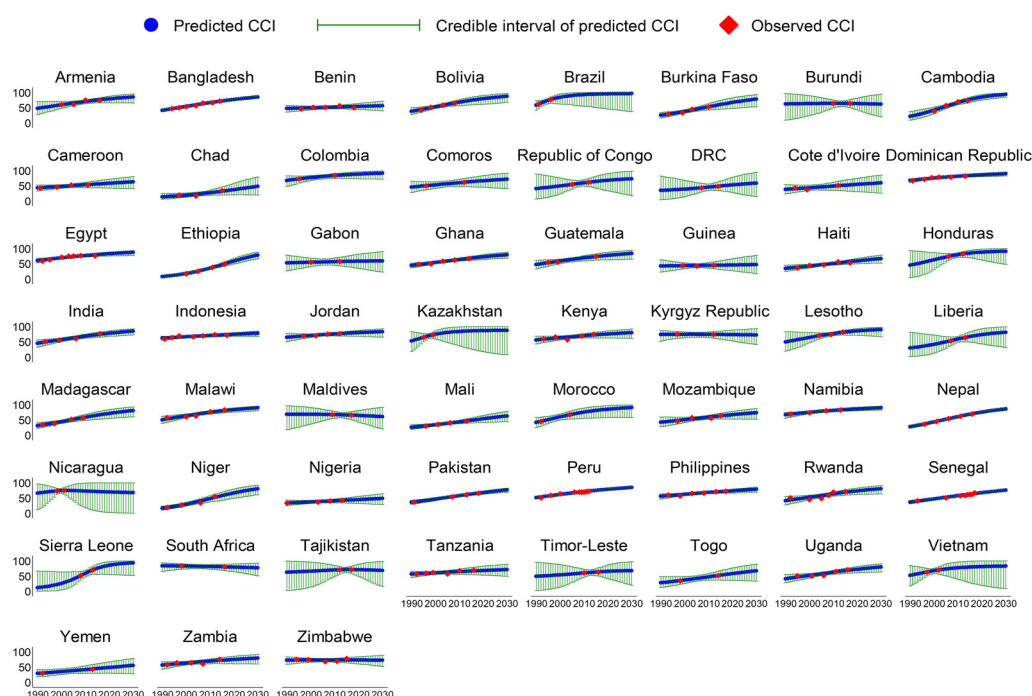 Predicted CCI Credible interval of predicted CCI Observed CCI
Armenia Bangladesh Benin Bolivia Brazil Burkina Faso Burundi Cambodia
100
50
0
Cameroon Chad Colombia Comoros Republic of Congo DRC Cote d'Ivoire Dominican Republic
100
50
0
Egypt Ethiopia Gabon Ghana Guatemala Guinea Haiti Honduras
100
50
0
India Indonesia Jordan Kazakhstan Kenya Kyrgyz Republic Lesotho Liberia
100
50
0
Madagascar Malawi Maldives Mali Morocco Mozambique Namibia Nepal
100
50
0
Nicaragua Niger Nigeria Pakistan Peru Philippines Rwanda Senegal
100
50
0
Sierra Leone South Africa Tajikistan Tanzania Timor-Leste Togo Uganda Vietnam
100
50
0
1990 2000 2010 2020 2030 1990 2000 2010 2020 2030 1990 2000 2010 2020 2030 1990 2000 2010 2020 2030 1990 2000 2010 2020 2030
Yemen Zambia Zimbabwe
100
50
0
1990 2000 2010 2020 2030 1990 2000 2010 2020 2030 1990 2000 2010 2020 2030